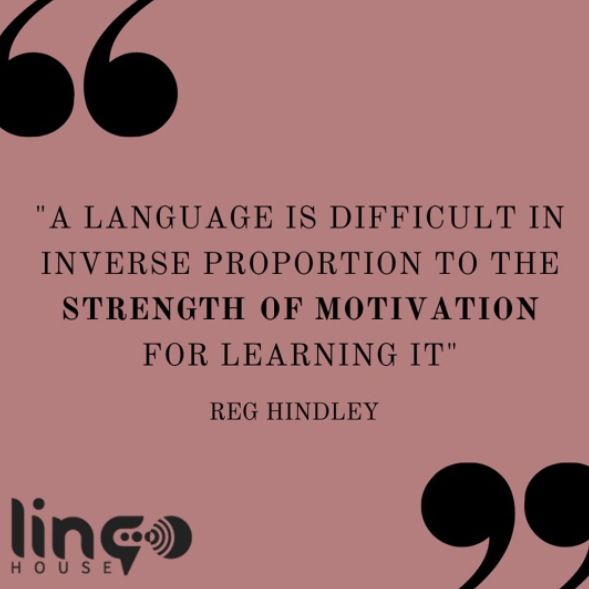 "A LANGUAGE IS DIFFICULT IN
INVERSE PROPORTION TO THE
STRENGTH OF MOTIVATION
FOR LEARNING IT"
REG HINDLEY
lingo
HOUSE